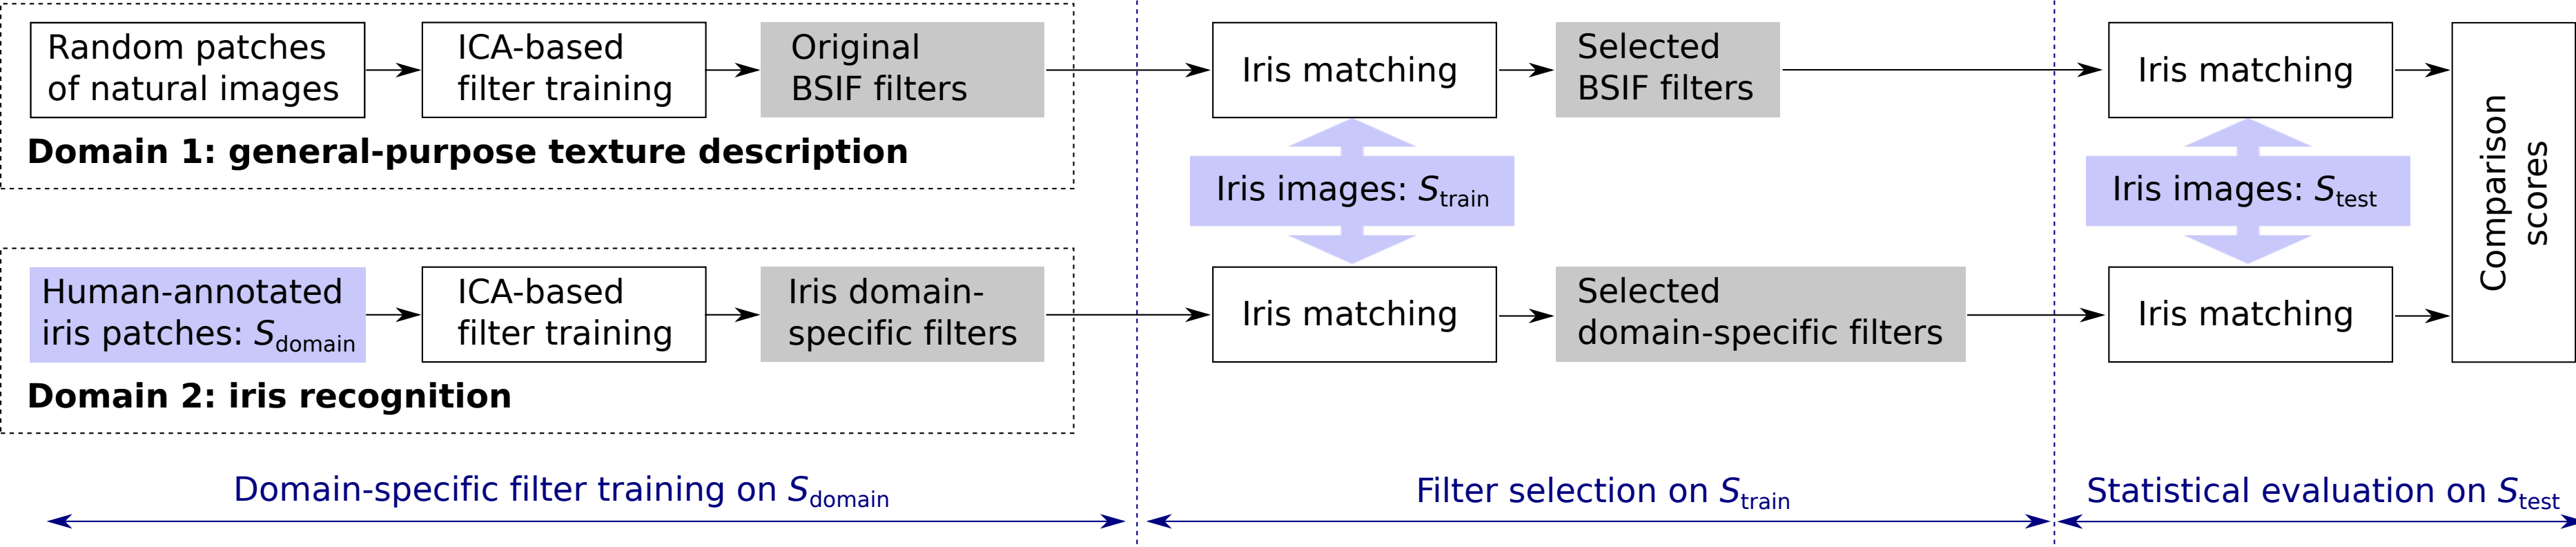 Random patches
of natural images
ICA-based
filter training
Original
BSIF filters
Domain 1: general-purpose texture description
Iris matching
Selected
BSIF filters
Iris matching
Iris images: Strain
Iris images: Stest
Comparison
scores
Human-annotated
iris patches: Sdomain
ICA-based
filter training
Iris domain-
specific filters
Domain 2: iris recognition
Iris matching
Selected
domain-specific filters
Iris matching
Domain-specific filter training on Sdomain
Filter selection on Strain
Statistical evaluation on Stest